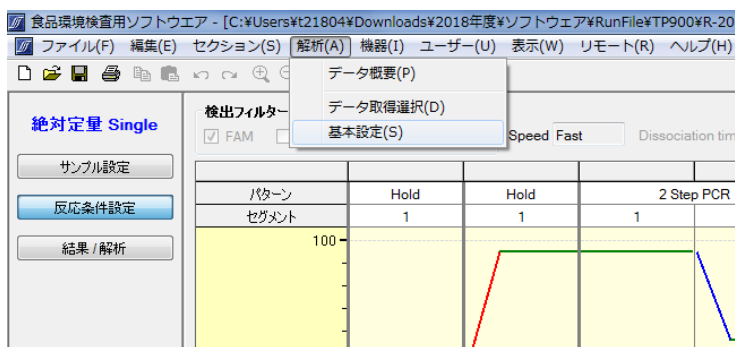 食品環境検査用ソフトウエア - [C:¥Users¥t21804¥Downloads¥2018年度¥ソフトウェア¥RunFile¥TP900¥R-20
ファイル(F) 編集(E) セクション(S) 解析(A) 機器(I) ユーザー(U) 表示(W) リモート(R) ヘルプ(H)
データ概要(P)
データ取得選択(D)
基本設定(S)
絶対定量 Single
検出フィルター
FAM
Speed Fast
Dissociation tim
サンプル設定
反応条件設定
結果 / 解析
パターン Hold Hold 2 Step PCR
セグメント 1 1 1
100